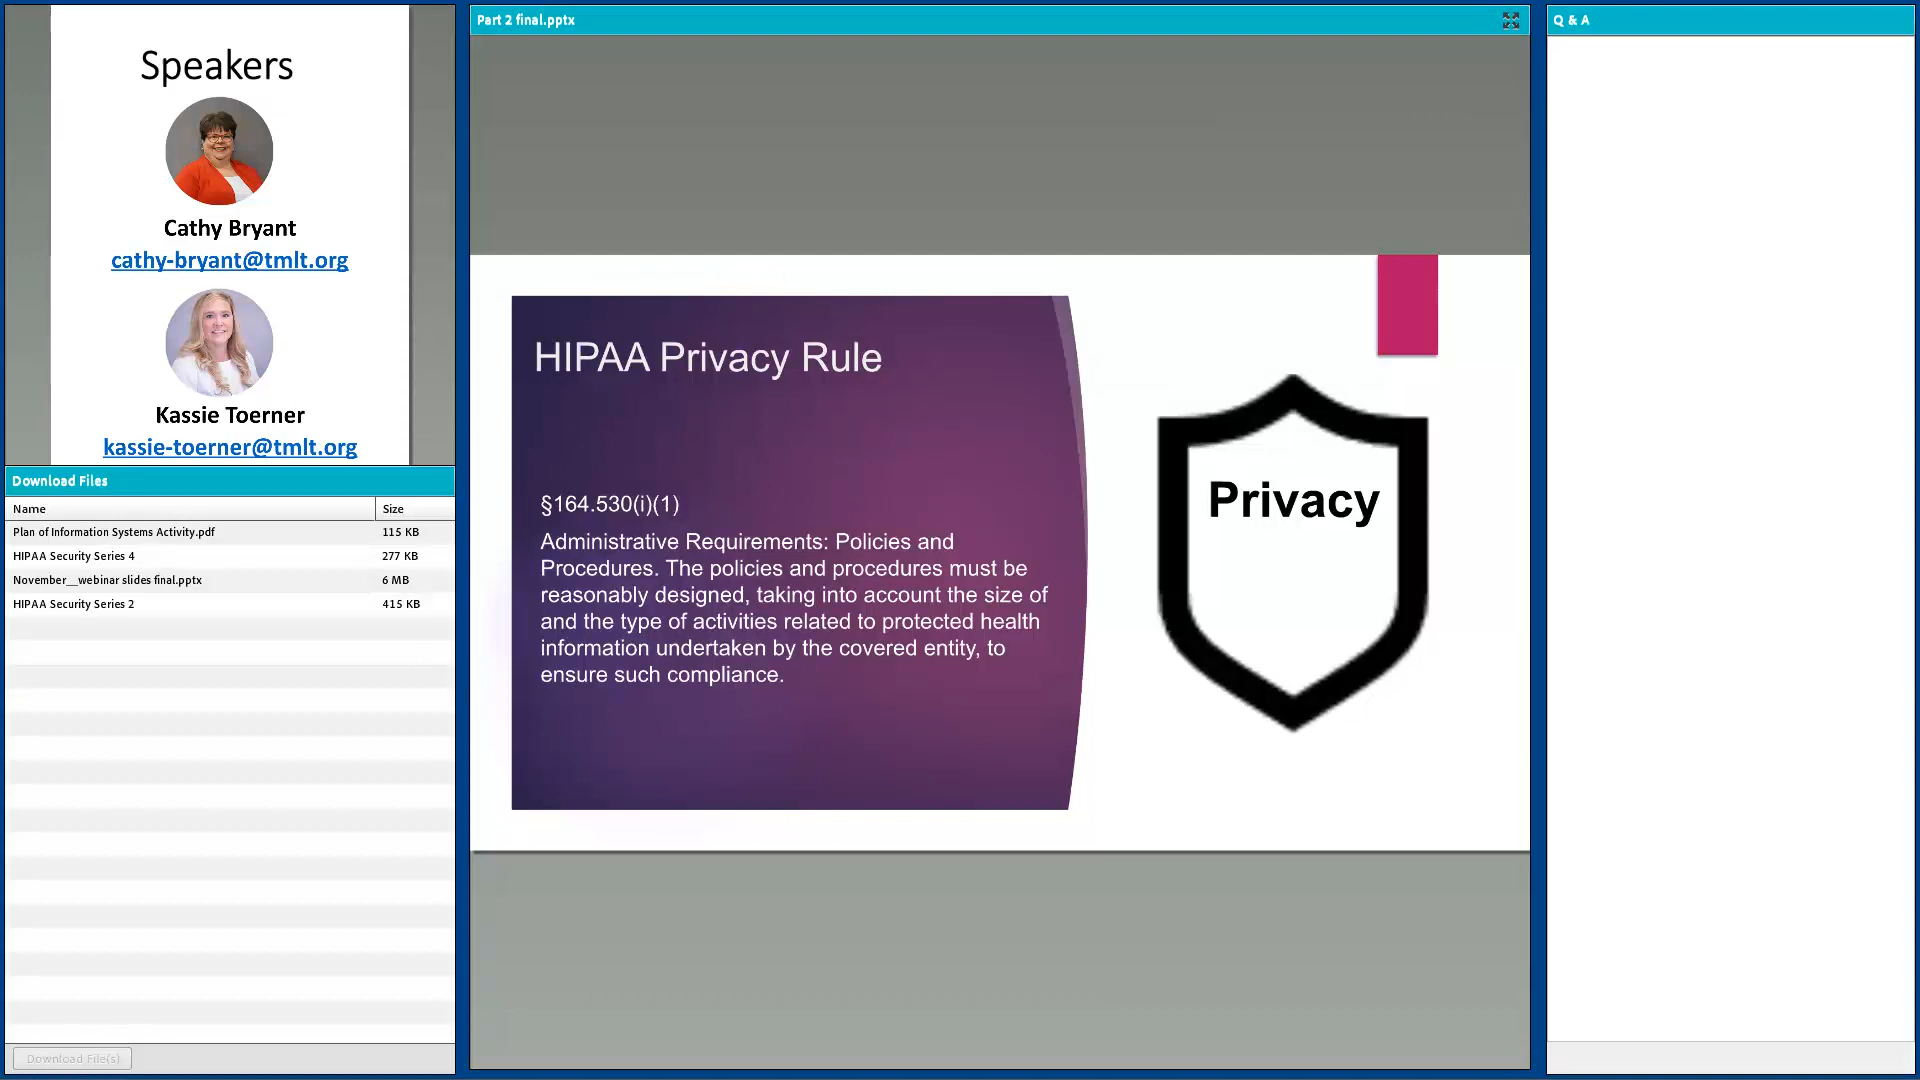 Speakers
Cathy Bryant
cathy-bryant@tmlt.org
Kassie Toerner
kassie-toerner@tmlt.org
Download Files
Name Size
Plan of Information Systems Activity.pdf 115 KB
HIPAA Security Series 4 277 KB
November__webinar slides final.pptx 6 MB
HIPAA Security Series 2 415 KB
Download File(s)
Part 2 final.pptx
HIPAA Privacy Rule
§164.530(i)(1)
Administrative Requirements: Policies and
Procedures. The policies and procedures must be
reasonably designed, taking into account the size of
and the type of activities related to protected health
information undertaken by the covered entity, to
ensure such compliance.
Privacy
Q & A